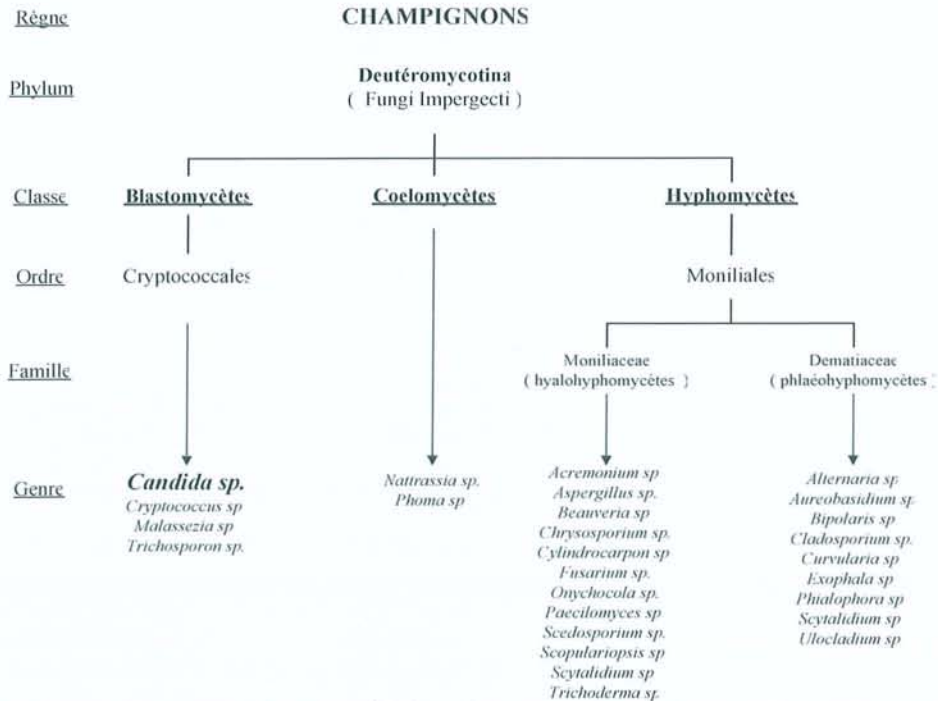 Règne CHAMPIGNONS
Phylum Deutéromycotina
( Fungi Impergecti )
Classe Blastomycètes Coelomycètes Hyphomycètes
Ordre Cryptococcales Moniliales
Famille Moniliaceae Dematiaceae
( hyalohyphomycètes ) ( phlaéohyphomycètes )
Genre
Candida sp.
Cryptococcus sp
Malassezia sp
Trichosporon sp.
Nattrassia sp.
Phoma sp
Acremonium sp
Aspergillus sp.
Beauveria sp
Chrysosporium sp.
Cylindrocarpon sp
Fusarium sp.
Onychocola sp.
Paecilomyces sp
Scedosporium sp.
Scopulariopsis sp
Scytalidium sp
Trichoderma sp
Alternaria sp
Aureobasidium sp
Bipolaris sp
Cladosporium sp.
Curvularia sp
Exophala sp
Phialophora sp
Scytalidium sp
Ulocladium sp